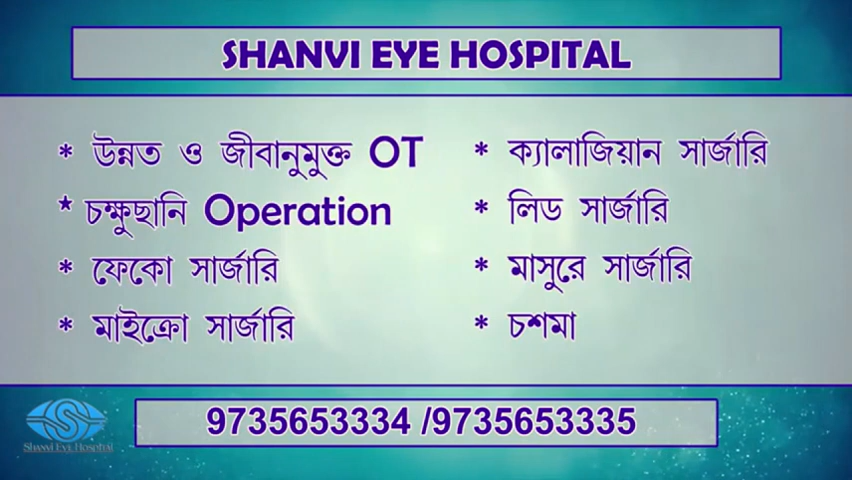 SHANVI EYE HOSPITAL
* উন্নত ও জীবানুমুক্ত OT
* চক্ষুছানি Operation
* ফেকো সার্জারি
* মাইক্রো সার্জারি
* ক্যালাজিয়ান সার্জারি
* লিড সার্জারি
* মাসুরে সার্জারি
* চশমা
9735653334 /9735653335
SHANVI EYE HOSPITAL